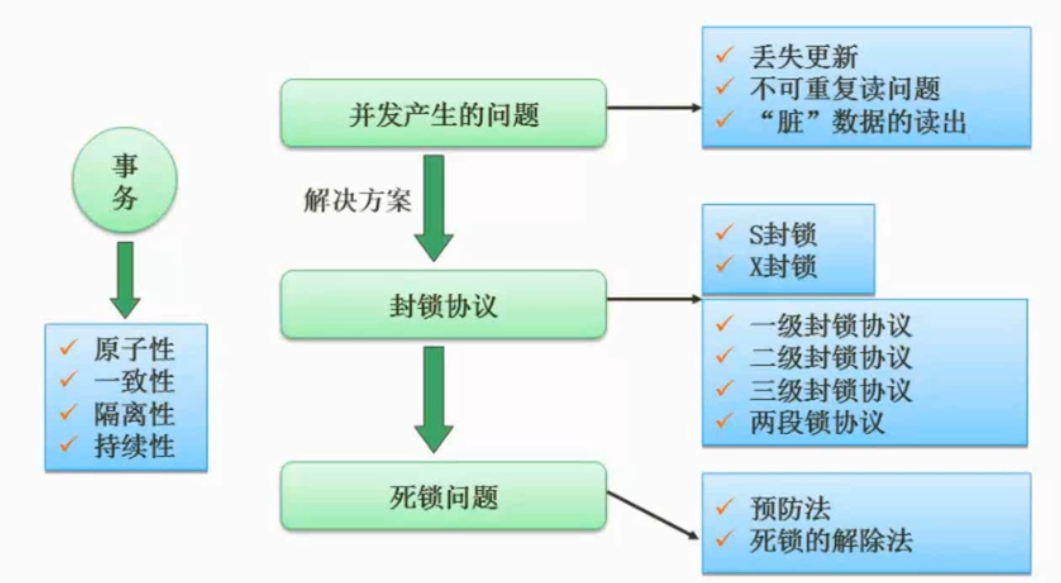 事
务
原子性
一致性
隔离性
持续性
并发产生的问题
丢失更新
不可重复读问题
“脏”数据的读出
解决方案
封锁协议
S封锁
X封锁
一级封锁协议
二级封锁协议
三级封锁协议
两段锁协议
死锁问题
预防法
死锁的解除法